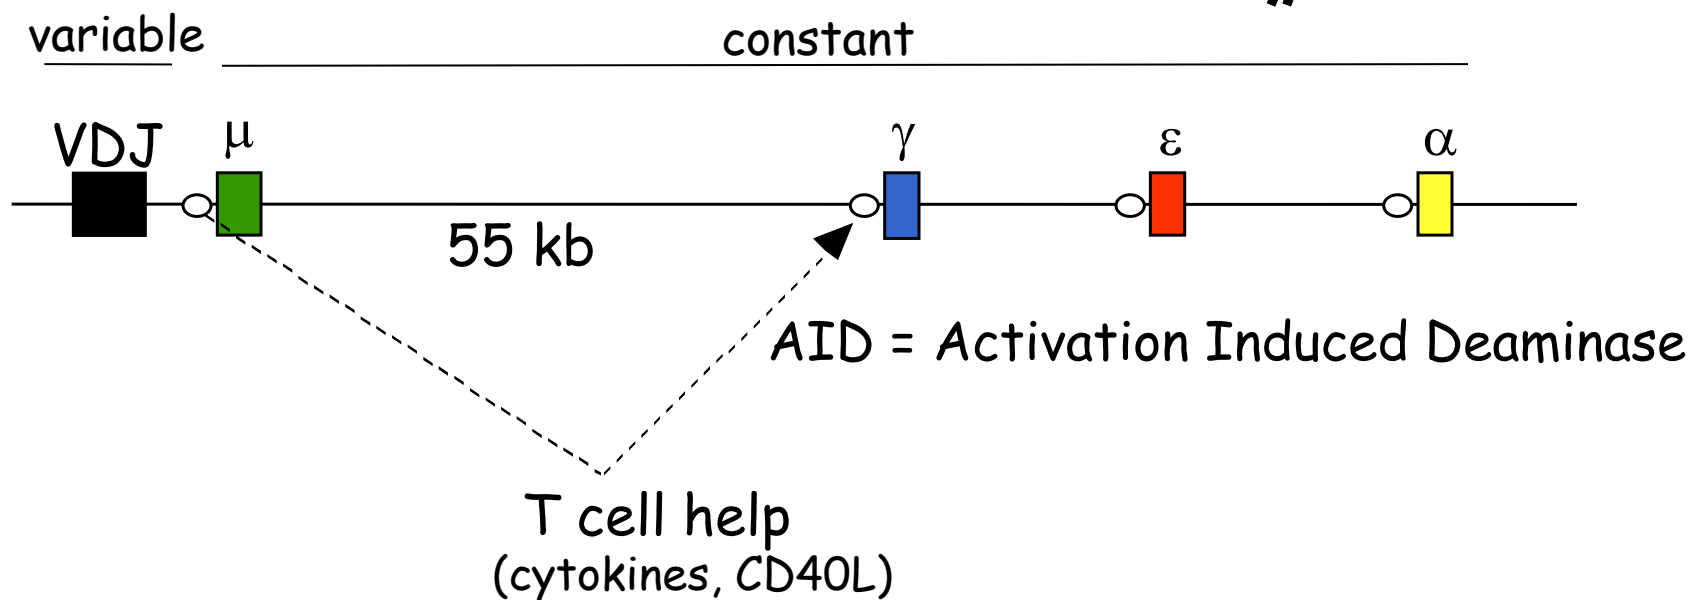 variable
constant
VDJ
μ
γ
ε
α
55 kb
AID = Activation Induced Deaminase
T cell help
(cytokines, CD40L)